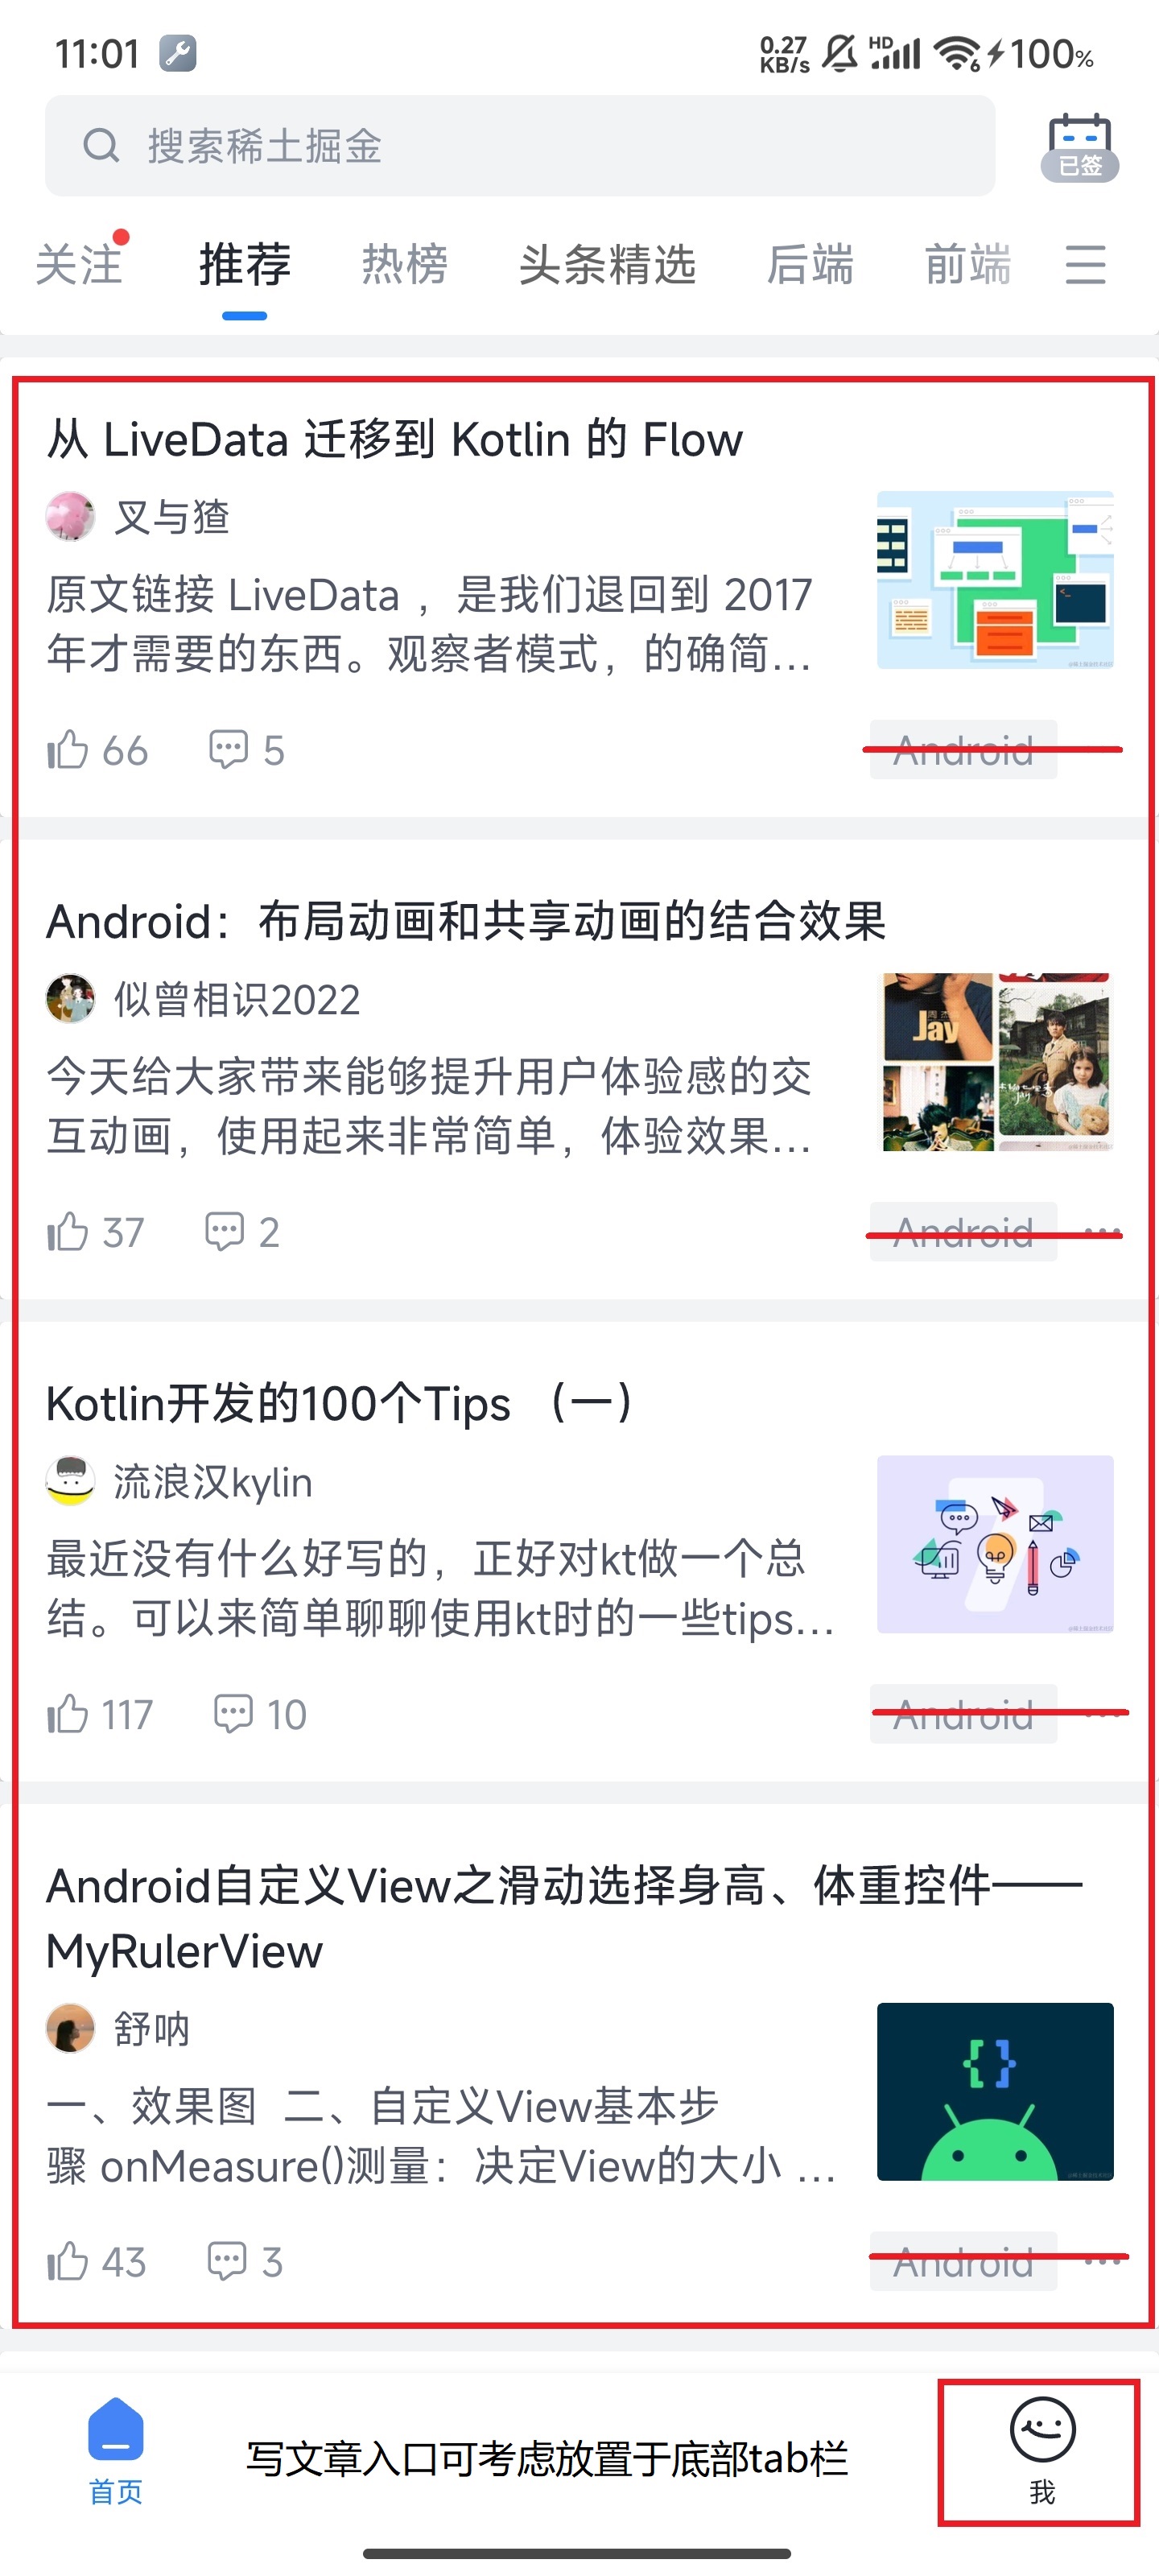 11:01
0.27 KB/s HD 6 100%
搜索稀土掘金
已签
关注 推荐 热榜 头条精选 后端 前端
从 LiveData 迁移到 Kotlin 的 Flow
叉与猹
原文链接 LiveData ，是我们退回到 2017
年才需要的东西。观察者模式，的确简...
66 5 Android
Android：布局动画和共享动画的结合效果
似曾相识2022
今天给大家带来能够提升用户体验感的交
互动画，使用起来非常简单，体验效果...
Jay
37 2 Android
Kotlin开发的100个Tips （一）
流浪汉kylin
最近没有什么好写的，正好对kt做一个总
结。可以来简单聊聊使用kt时的一些tips...
117 10 Android
Android自定义View之滑动选择身高、体重控件——
MyRulerView
舒呐
一、效果图 二、自定义View基本步
骤 onMeasure()测量：决定View的大小 ...
{}
43 3 Android
写文章入口可考虑放置于底部tab栏
首页 我